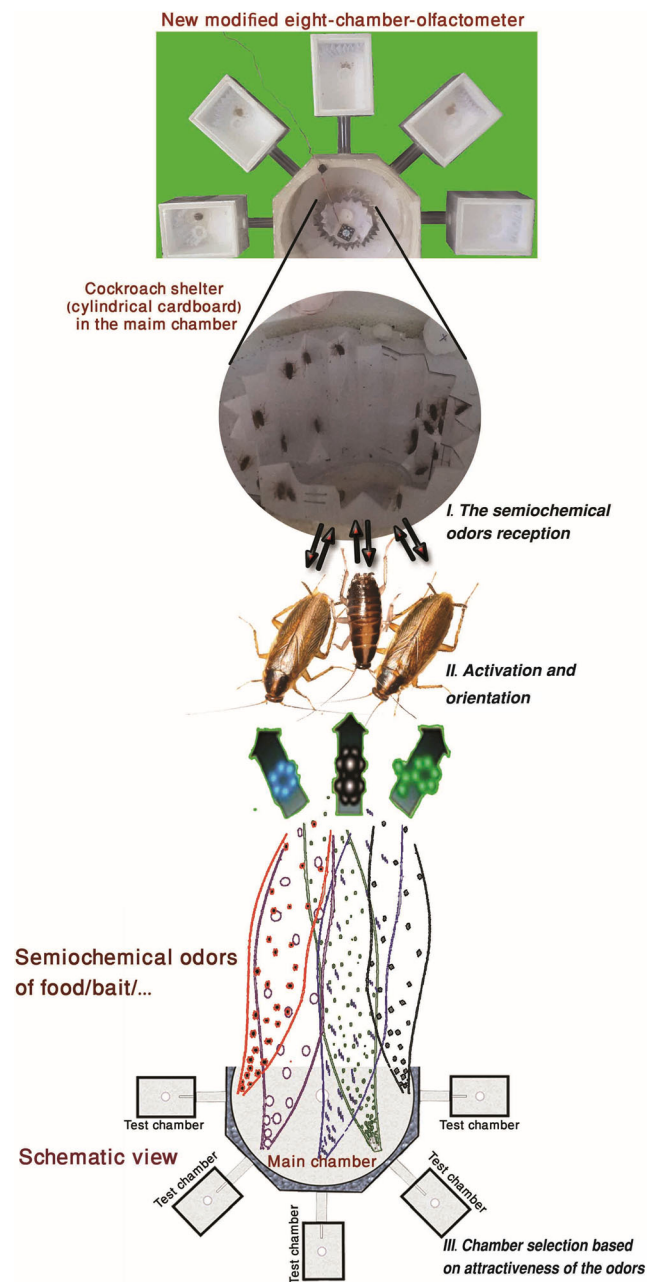 New modified eight-chamber-olfactometer
Cockroach shelter
(cylindrical cardboard)
in the maim chamber
I. The semiochemical
odors reception
II. Activation and
orientation
Semiochemical odors
of food/bait/...
Test chamber
Test chamber
Schematic view
Main chamber
Test chamber
Test chamber
Test chamber
III. Chamber selection based
on attractiveness of the odors